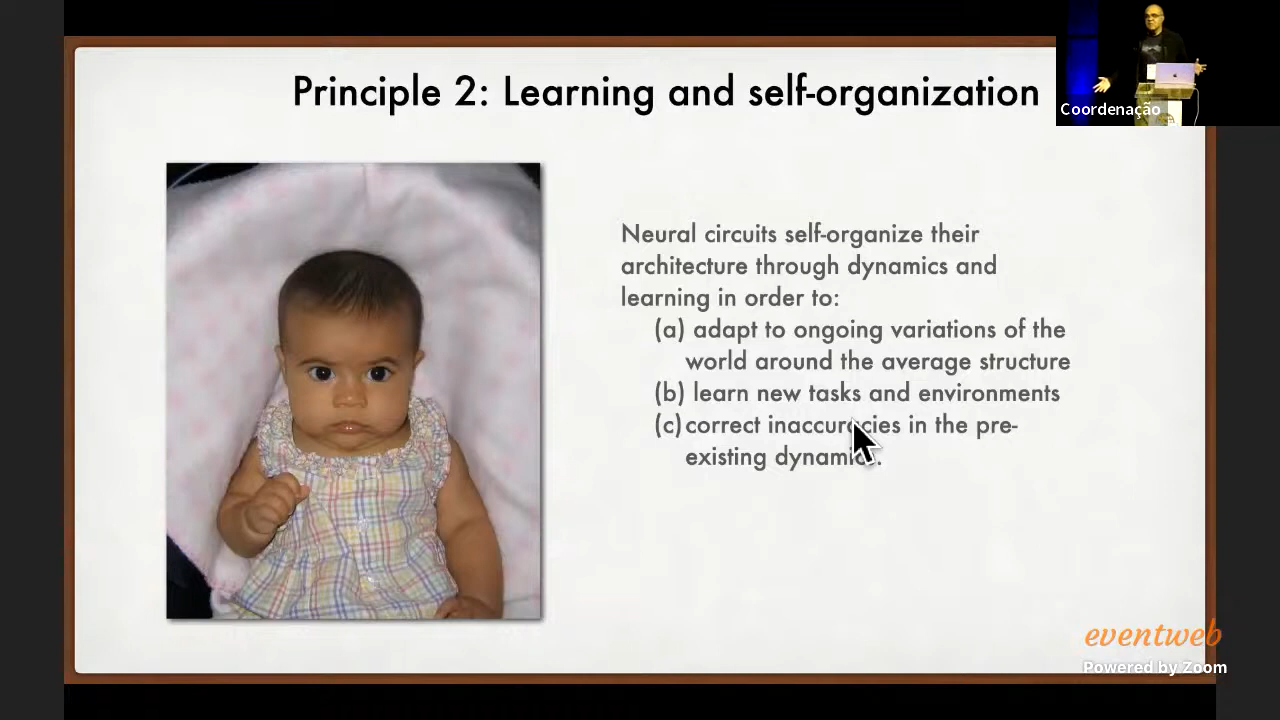 Principle 2: Learning and self-organization
Coordenação
Neural circuits self-organize their
architecture through dynamics and
learning in order to:
(a) adapt to ongoing variations of the
world around the average structure
(b) learn new tasks and environments
(c) correct inaccuracies in the pre-
existing dynamics.
eventweb
Powered by Zoom